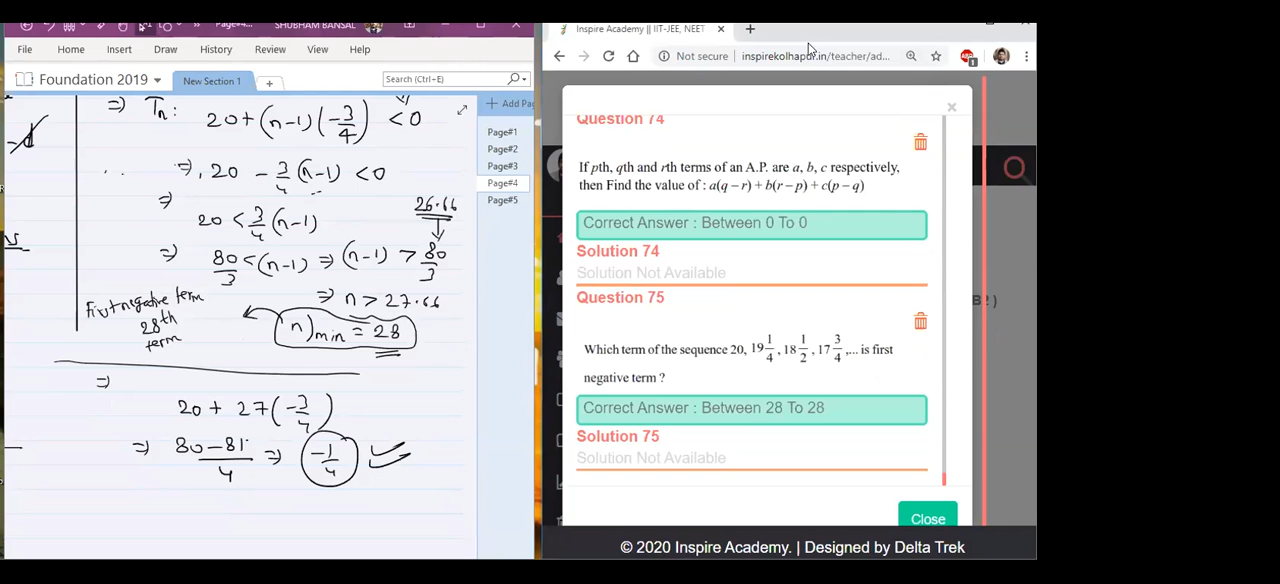 SHUBHAM BANSAL
File Home Insert Draw History Review View Help
Foundation 2019
New Section 1
+
Search (Ctrl+E)
+ Add Pag
Page#1
Page#2
Page#3
Page#4
Page#5
⇒ Tn: 20+(n-1)(-3/4) <0
⇒ 20 - 3/4(n-1) <0
⇒ 20 < 3/4(n-1)
26.66
⇒ 80/3 < (n-1) ⇒ (n-1) > 80/3
⇒ n > 27.66
First negative term
28th
term
n)min = 28
⇒
20 + 27(-3/4)
⇒ 80-81/4 ⇒ -1/4
Inspire Academy || IIT-JEE, NEET
Not secure inspirekolhapur.in/teacher/ad...
Question 74
If pth, qth and rth terms of an A.P. are a, b, c respectively,
then Find the value of : a(q – r) + b(r – p) + c(p – q)
Correct Answer : Between 0 To 0
Solution 74
Solution Not Available
Question 75
Which term of the sequence 20, 19 1/4, 18 1/2, 17 3/4,... is first
negative term ?
Correct Answer : Between 28 To 28
Solution 75
Solution Not Available
Close
© 2020 Inspire Academy. | Designed by Delta Trek